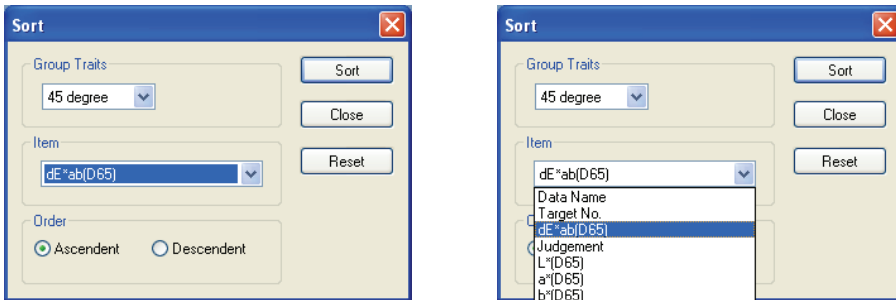 Sort
Group Traits
45 degree
Sort
Close
Item
dE*ab(D65)
Reset
Order
Ascendent Descendent
Sort
Group Traits
45 degree
Sort
Close
Item
dE*ab(D65)
Reset
Data Name
Target No.
dE*ab(D65)
Judgement
L*(D65)
a*(D65)
b*(D65)